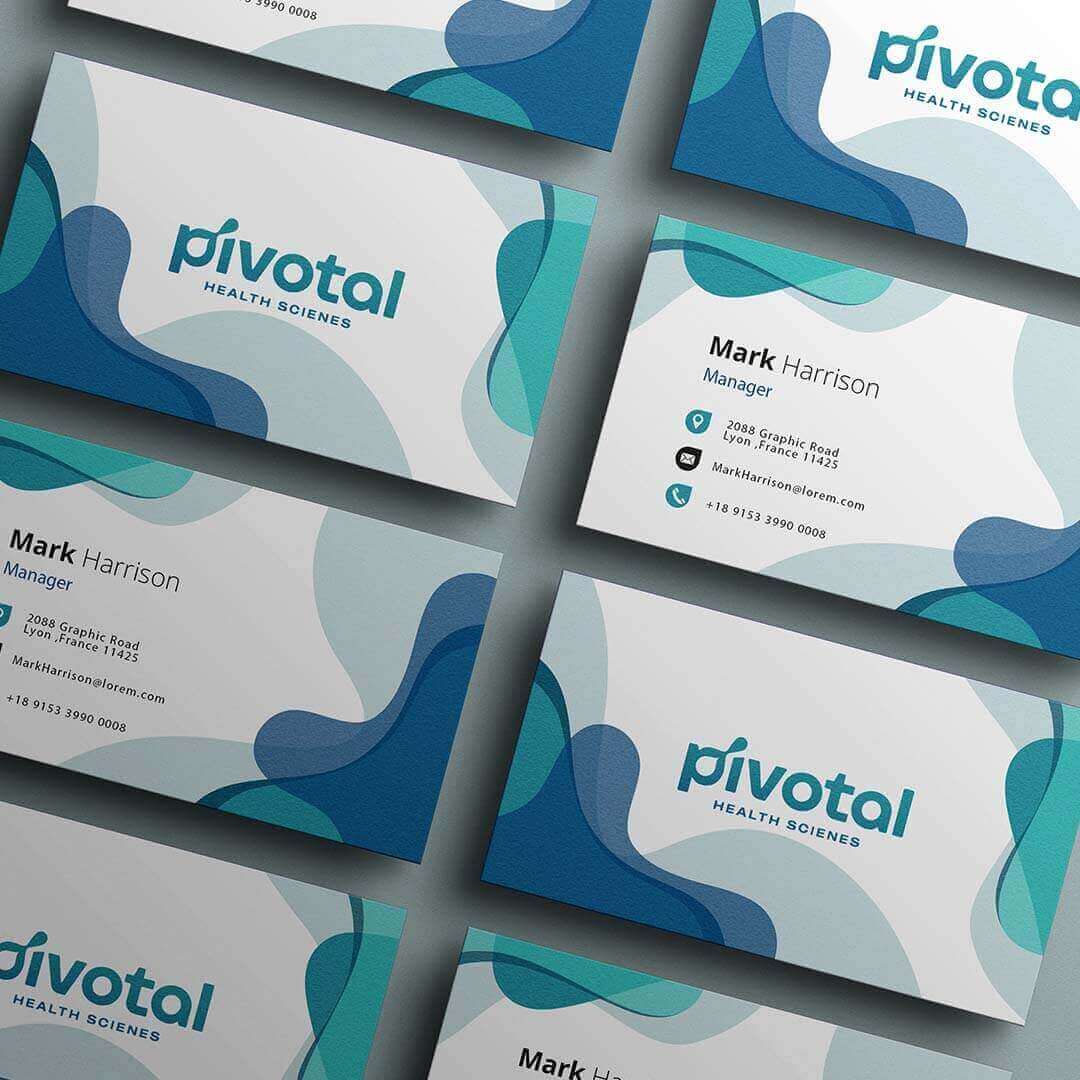 3990 0008
pivota
HEALTH SCIENES
pivotal
HEALTH SCIENES
Mark Harrison
Manager
2088 Graphic Road
Lyon ,France 11425
MarkHarrison@lorem.com
+18 9153 3990 0008
Mark Harrison
Manager
2088 Graphic Road
Lyon ,France 11425
MarkHarrison@lorem.com
+18 9153 3990 0008
pivotal
HEALTH SCIENES
pivotal
HEALTH SCIENES
Mark